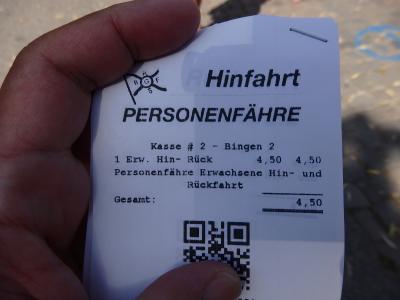 Hinfahrt
PERSONENFÄHRE
Kasse # 2 - Bingen 2
1 Erw. Hin- Rück 4,50 4,50
Personenfähre Erwachsene Hin- und
Rückfahrt
Gesamt: 4,50